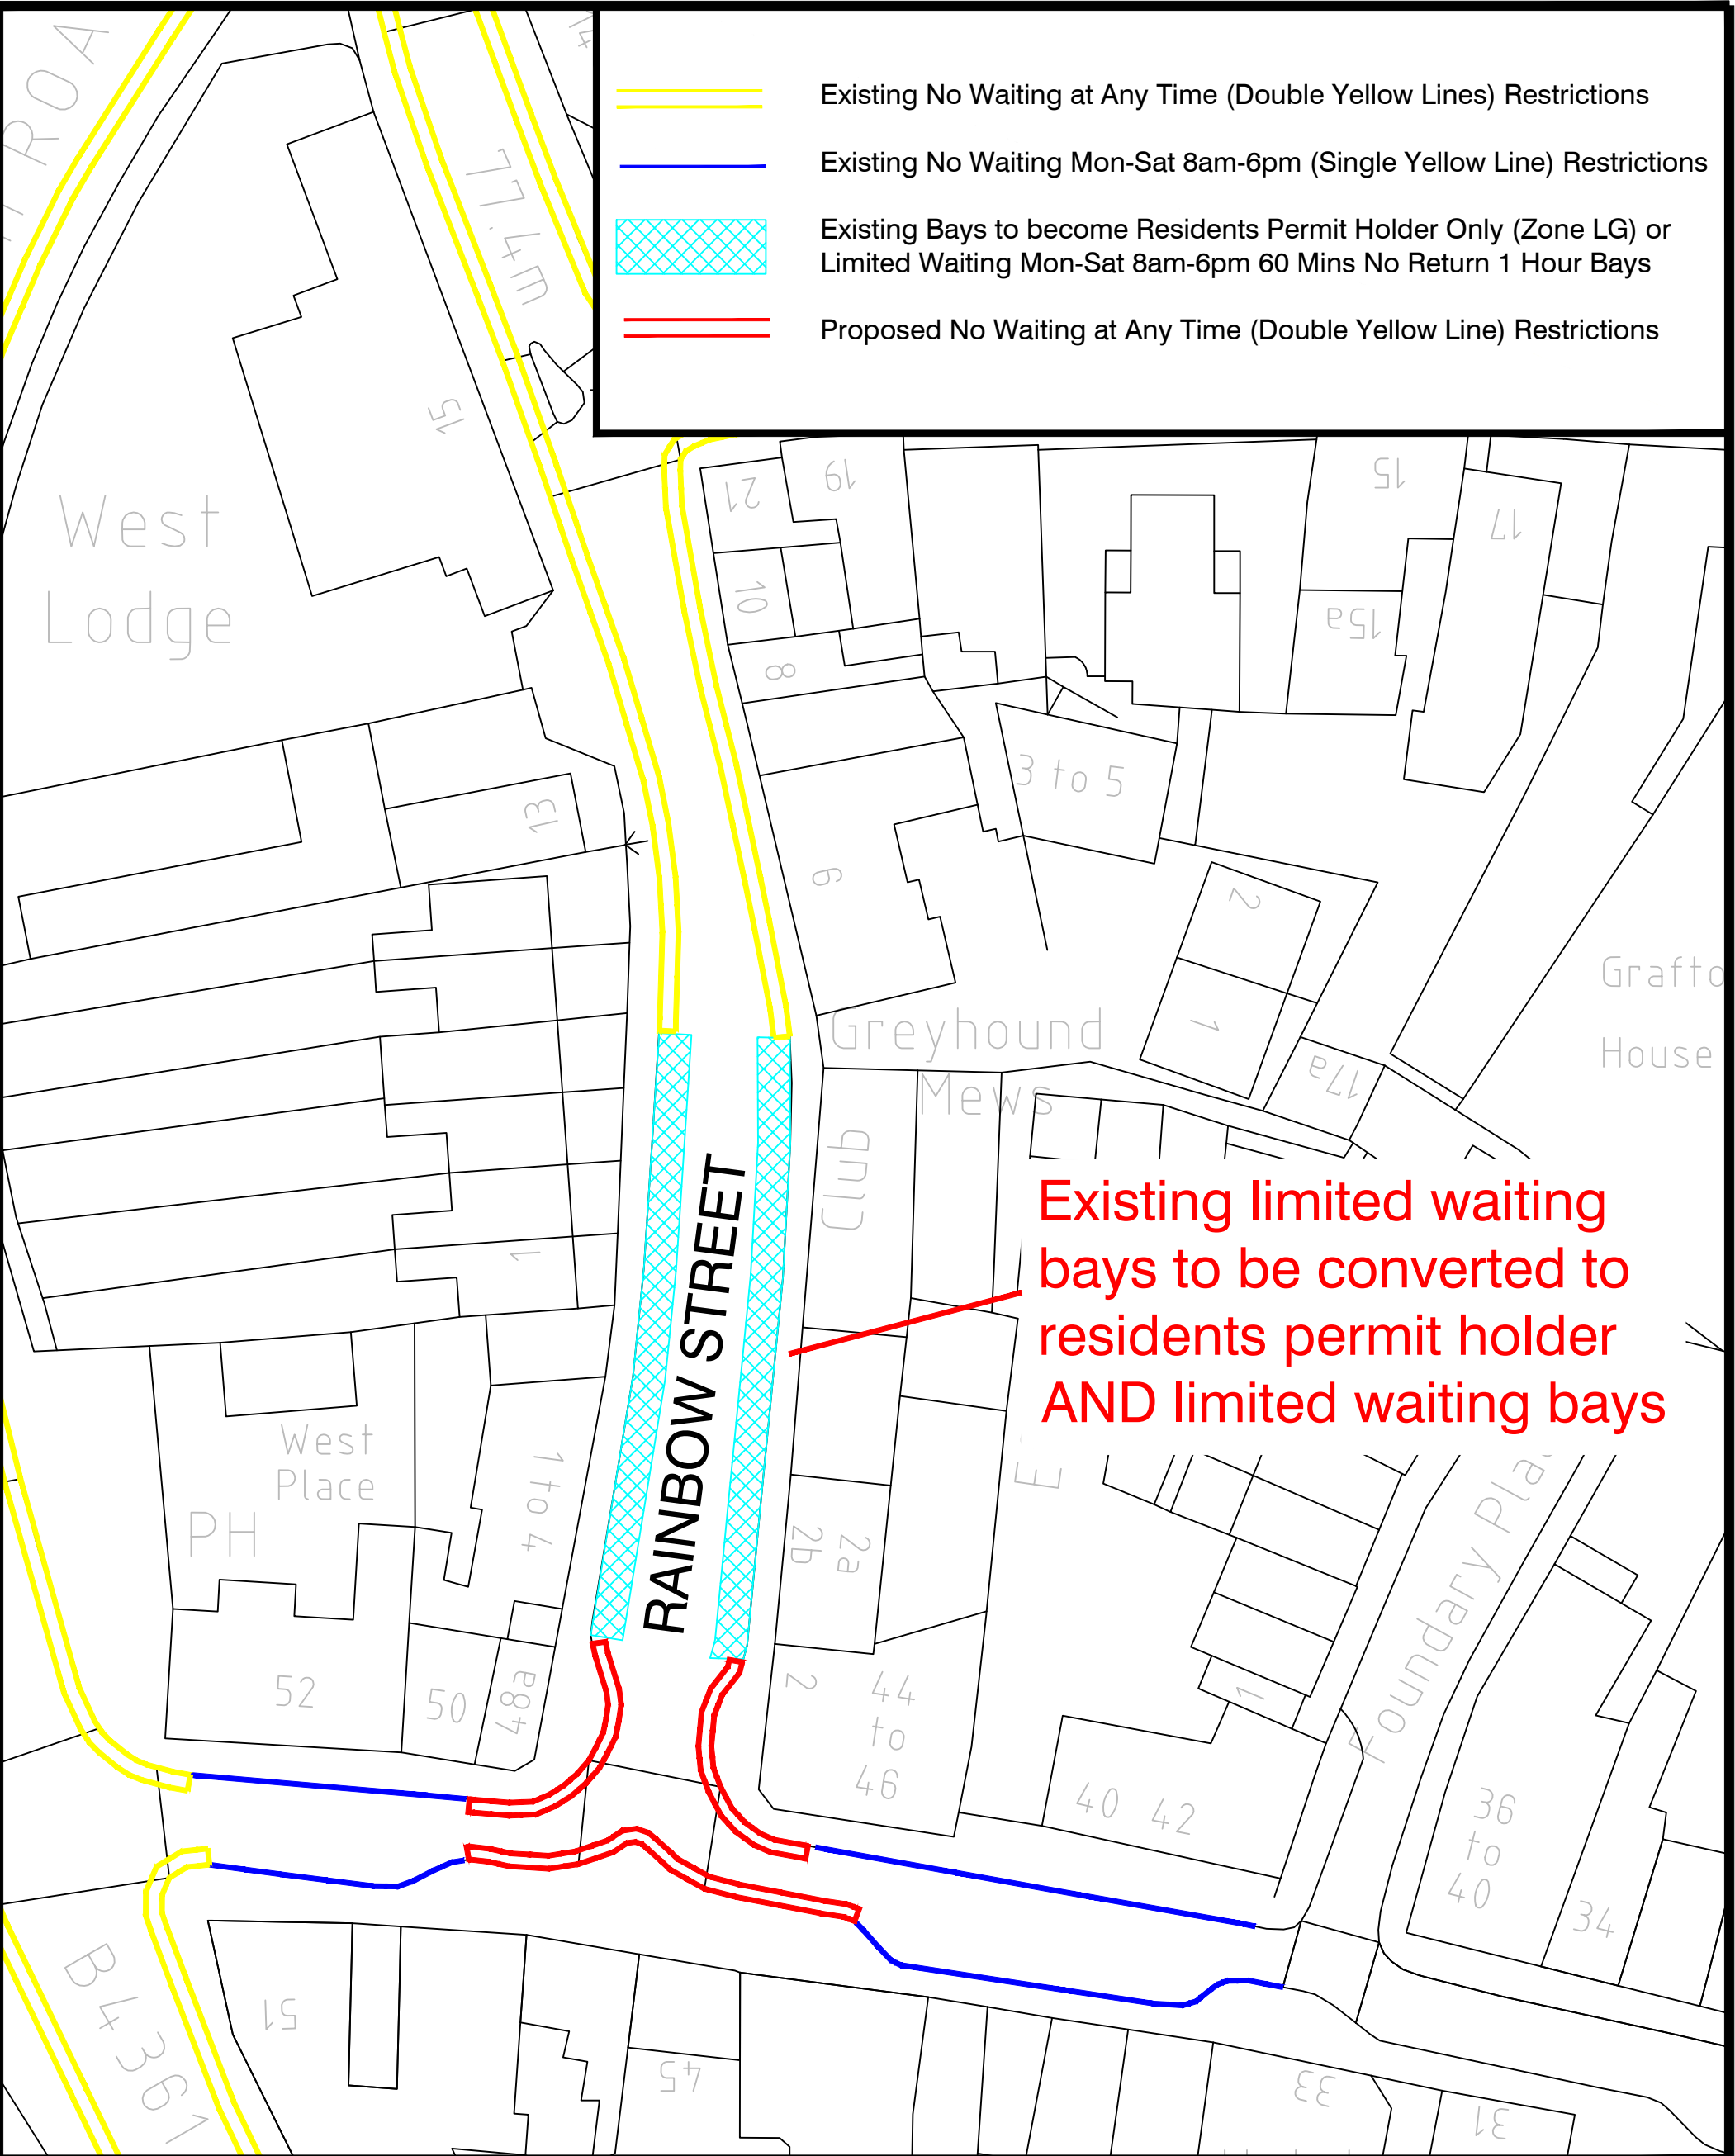 Existing No Waiting at Any Time (Double Yellow Lines) Restrictions
Existing No Waiting Mon-Sat 8am-6pm (Single Yellow Line) Restrictions
Existing Bays to become Residents Permit Holder Only (Zone LG) or
Limited Waiting Mon-Sat 8am-6pm 60 Mins No Return 1 Hour Bays
Proposed No Waiting at Any Time (Double Yellow Line) Restrictions
77.4m
15
West
Lodge
21
19
15
17
10
15a
8
3 to 5
13
6
2
Grafto
House
Greyhound
Mews
1
17a
Club
RAINBOW STREET
Existing limited waiting
bays to be converted to
residents permit holder
AND limited waiting bays
1
West
Place
PH
1 to 4
2b
2a
52
50
48a
2
44
to
46
1
Foundary Pla
40 42
36
to
40
34
B4361
51
45
33
31